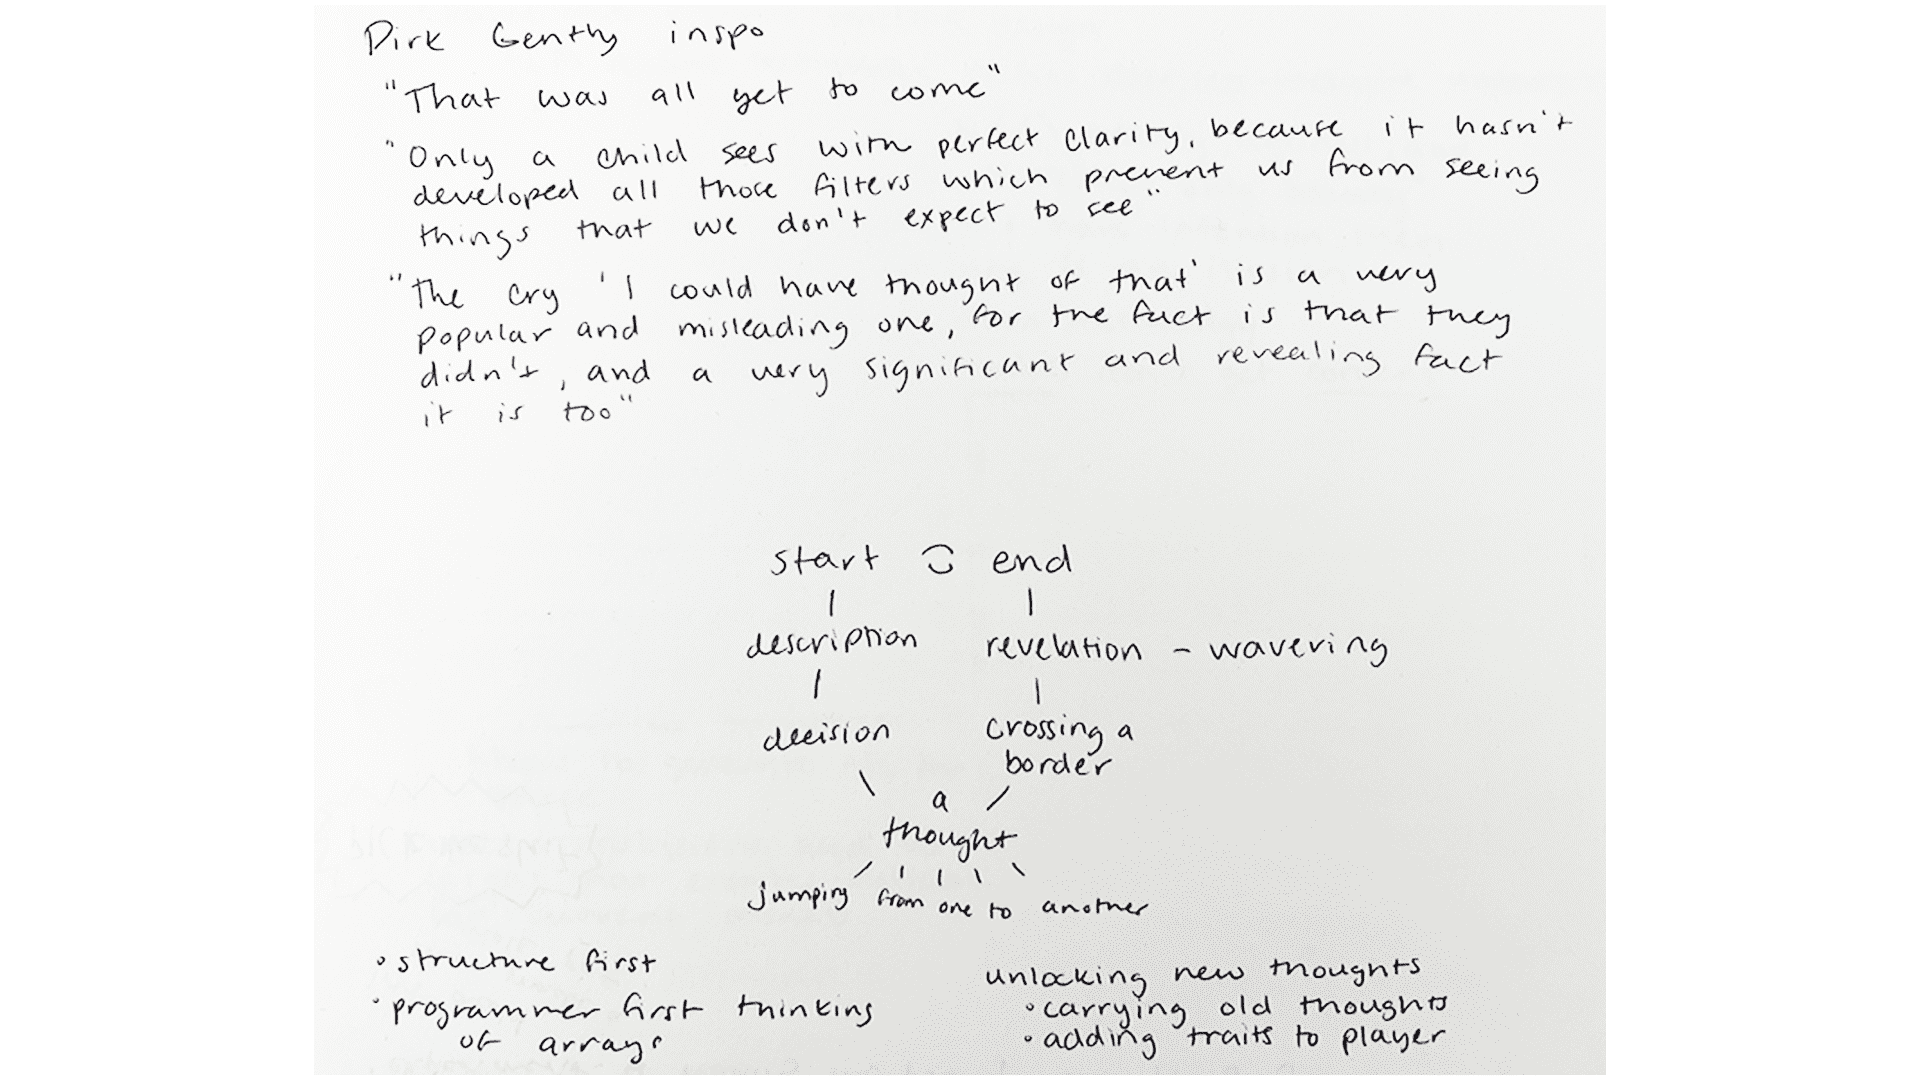 Dirk Gently inspo
"That was all yet to come"
"Only a child sees with perfect clarity, because it hasn't
developed all those filters which prevent us from seeing
things that we don't expect to see"
"The cry 'I could have thought of that' is a very
popular and misleading one, for the fact is that they
didn't, and a very significant and revealing fact
it is too"
start end
description revelation - wavering
decision crossing a
border
a
thought
jumping from one to another
• structure first
• programmer first thinking
of arrays
unlocking new thoughts
• carrying old thoughts
• adding traits to player